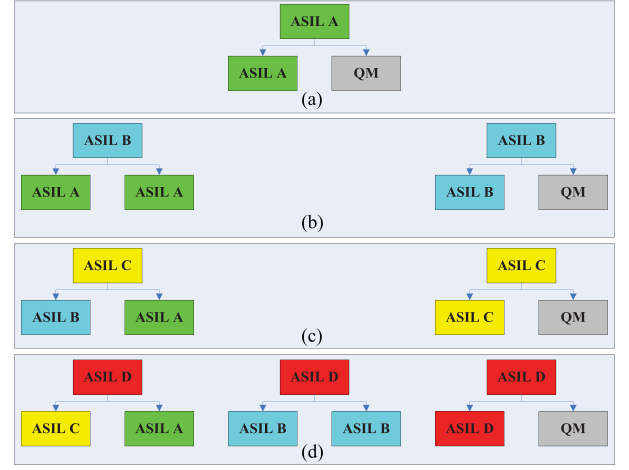 ASIL A
ASIL A QM
(a)
ASIL B ASIL B
ASIL A ASIL A ASIL B QM
(b)
ASIL C ASIL C
ASIL B ASIL A ASIL C QM
(c)
ASIL D ASIL D ASIL D
ASIL C ASIL A ASIL B ASIL B ASIL D QM
(d)